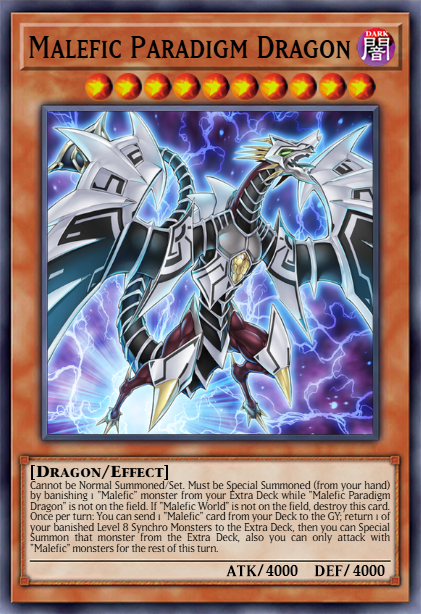 MALEFIC PARADIGM DRAGON
DARK
闇
[DRAGON/EFFECT]
Cannot be Normal Summoned/Set. Must be Special Summoned (from your hand)
by banishing 1 "Malefic" monster from your Extra Deck while "Malefic Paradigm
Dragon" is not on the field. If "Malefic World" is not on the field, destroy this card.
Once per turn: You can send 1 "Malefic" card from your Deck to the GY; return 1 of
your banished Level 8 Synchro Monsters to the Extra Deck, then you can Special
Summon that monster from the Extra Deck, also you can only attack with
"Malefic" monsters for the rest of this turn.
ATK/4000 DEF/4000